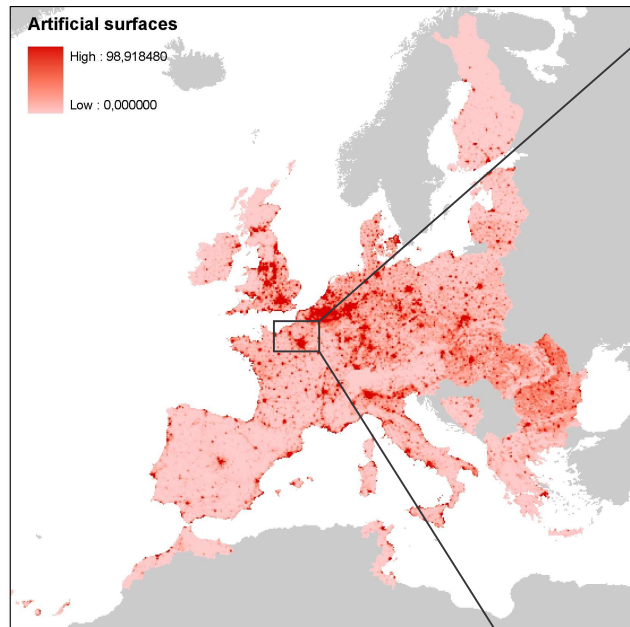 Artificial surfaces
High : 98,918480
Low : 0,000000